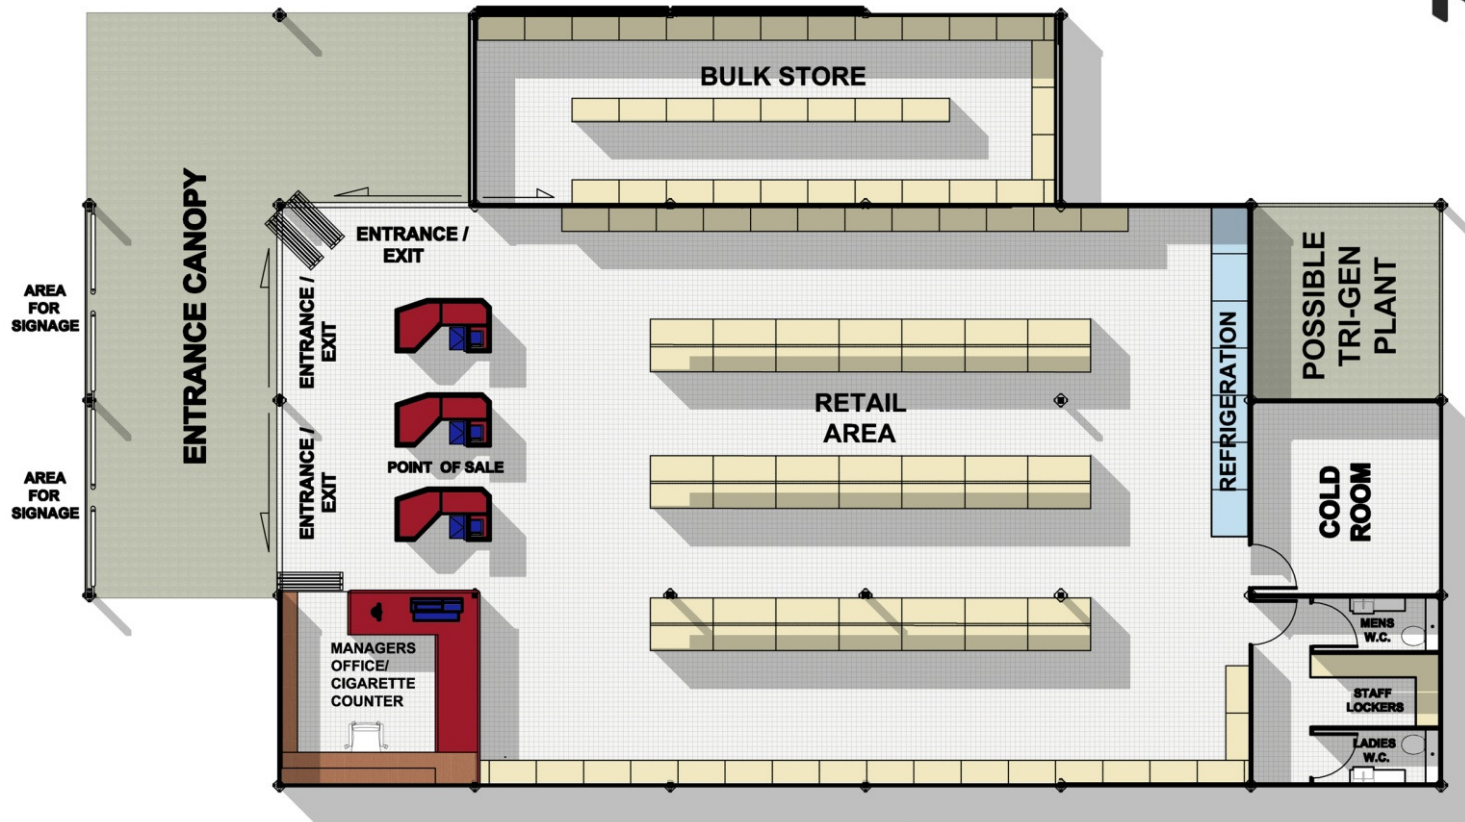 BULK STORE
ENTRANCE CANOPY
ENTRANCE /
EXIT
AREA
FOR
SIGNAGE
ENTRANCE /
EXIT
POSSIBLE
TRI-GEN
PLANT
REFRIGERATION
RETAIL
AREA
ENTRANCE /
EXIT
POINT OF SALE
AREA
FOR
SIGNAGE
COLD
ROOM
MANAGERS
OFFICE/
CIGARETTE
COUNTER
MENS
W.C.
STAFF
LOCKERS
LADIES
W.C.